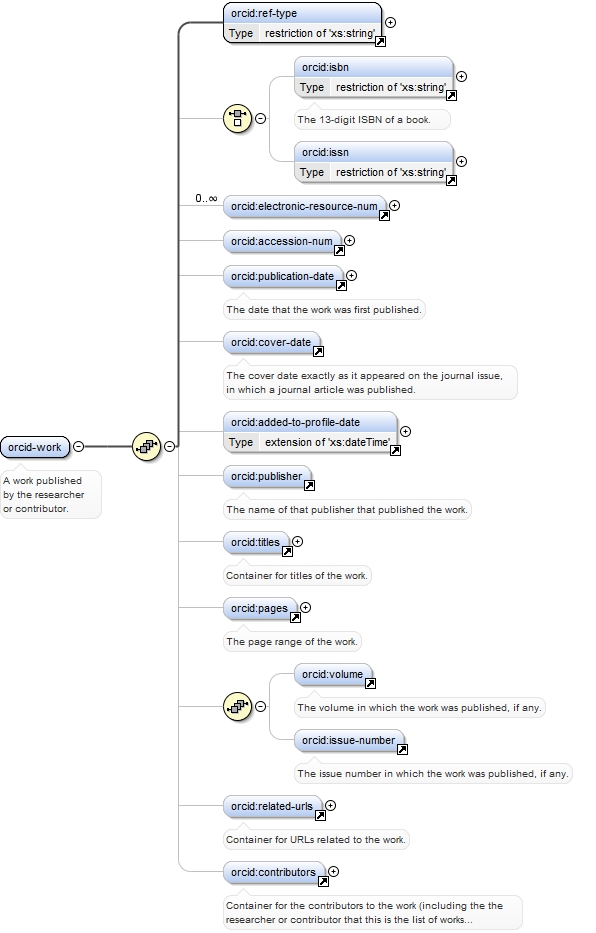 orcid:ref-type
Type restriction of 'xs:string'
orcid:isbn
Type restriction of 'xs:string'
The 13-digit ISBN of a book.
orcid:issn
Type restriction of 'xs:string'
0..∞
orcid:electronic-resource-num
orcid:accession-num
orcid:publication-date
The date that the work was first published.
orcid:cover-date
The cover date exactly as it appeared on the journal issue,
in which a journal article was published.
orcid:added-to-profile-date
Type extension of 'xs:dateTime'
orcid-work
A work published
by the researcher
or contributor.
orcid:publisher
The name of that publisher that published the work.
orcid:titles
Container for titles of the work.
orcid:pages
The page range of the work.
orcid:volume
The volume in which the work was published, if any.
orcid:issue-number
The issue number in which the work was published, if any.
orcid:related-urls
Container for URLs related to the work.
orcid:contributors
Container for the contributors to the work (including the the
researcher or contributor that this is the list of works...